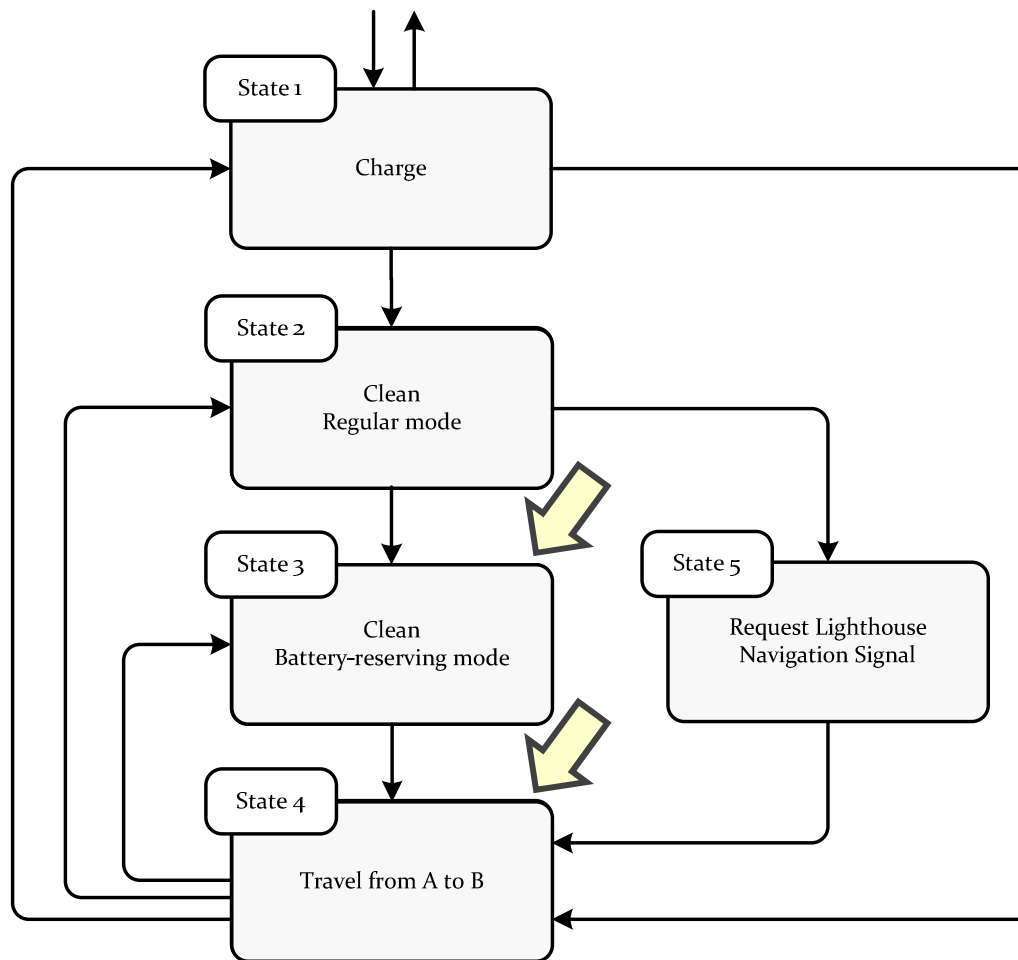 State 1
Charge
State 2
Clean
Regular mode
State 3
Clean
Battery-reserving mode
State 5
Request Lighthouse
Navigation Signal
State 4
Travel from A to B